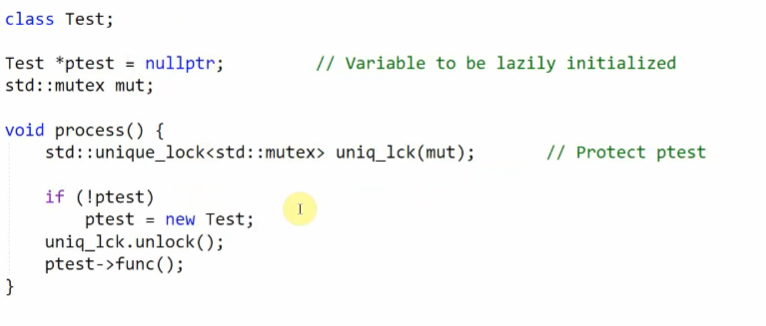 class Test;
Test *ptest = nullptr; // Variable to be lazily initialized
std::mutex mut;
void process() {
std::unique_lock<std::mutex> uniq_lck(mut); // Protect ptest
if (!ptest)
ptest = new Test;
uniq_lck.unlock();
ptest->func();
}